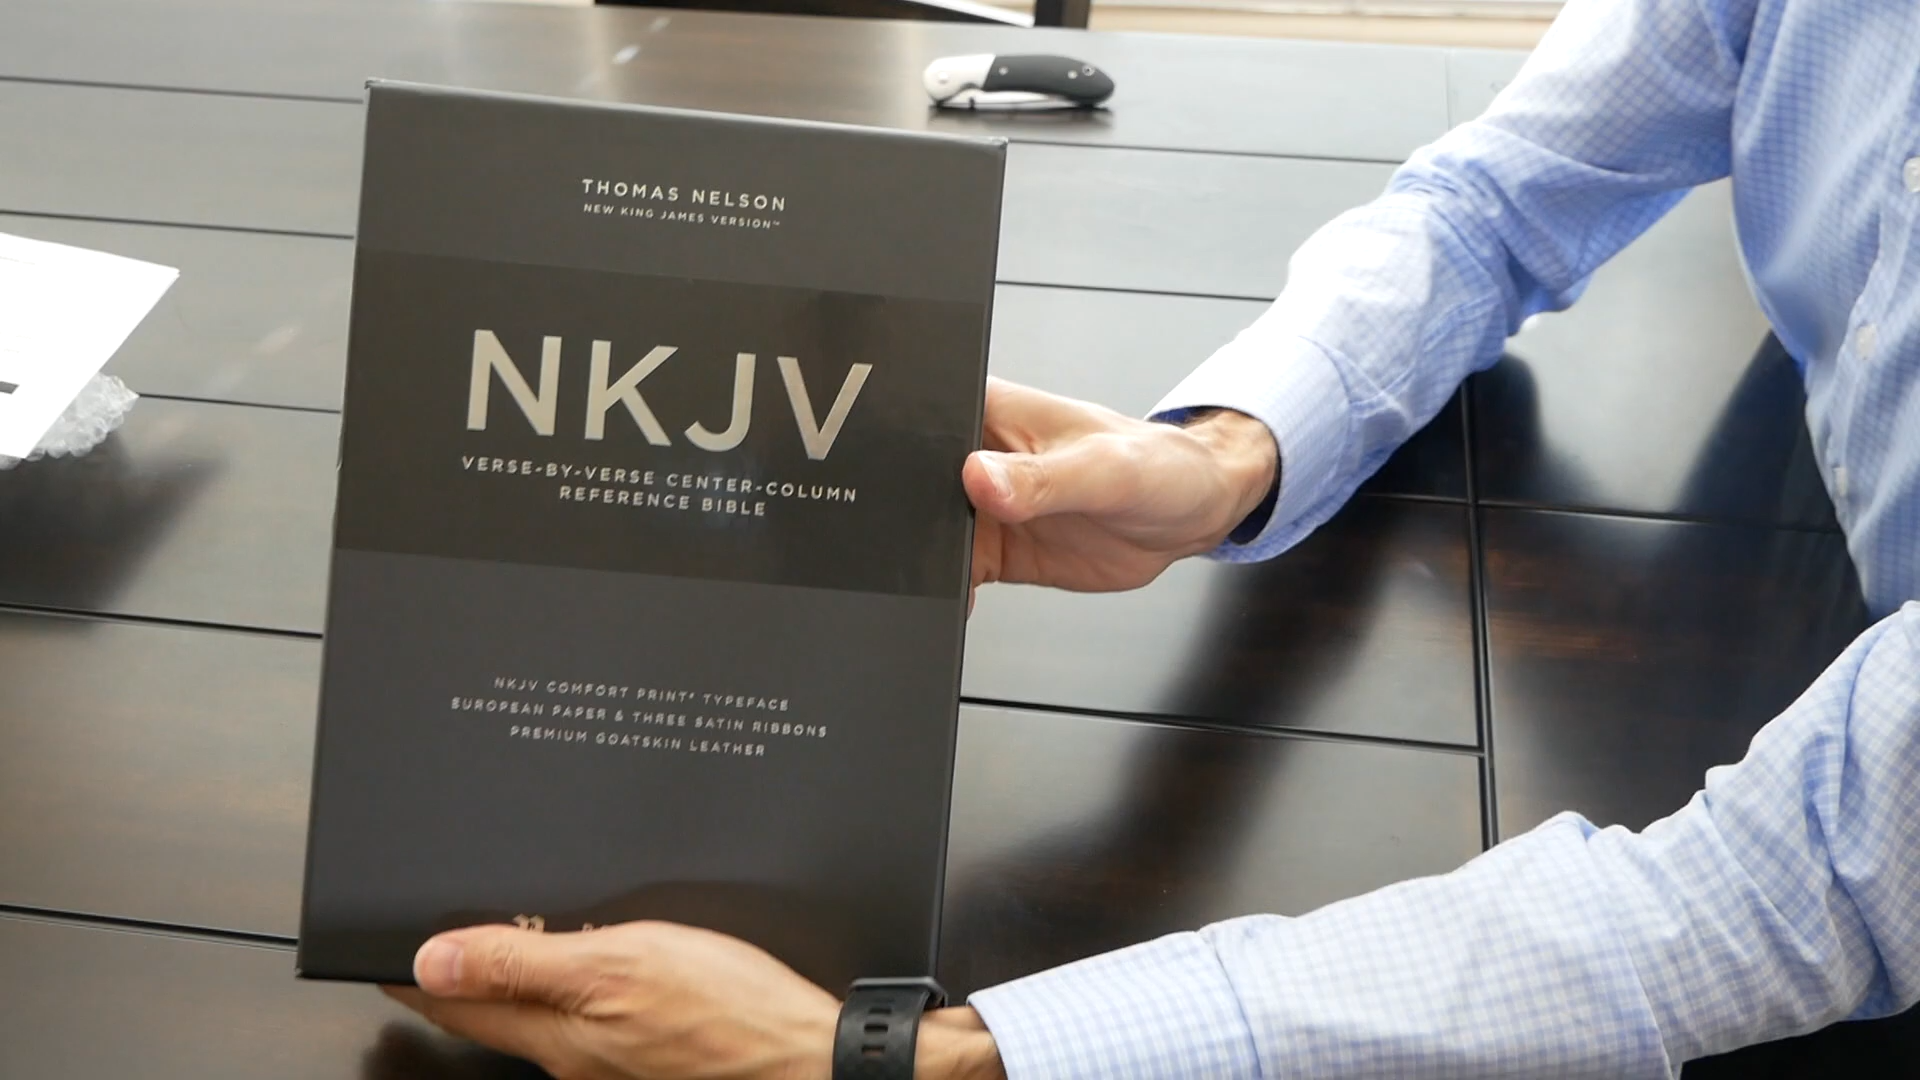 THOMAS NELSON
NEW KING JAMES VERSION™
NKJV
VERSE-BY-VERSE CENTER-COLUMN
REFERENCE BIBLE
NKJV COMFORT PRINT® TYPEFACE
EUROPEAN PAPER & THREE SATIN RIBBONS
PREMIUM GOATSKIN LEATHER